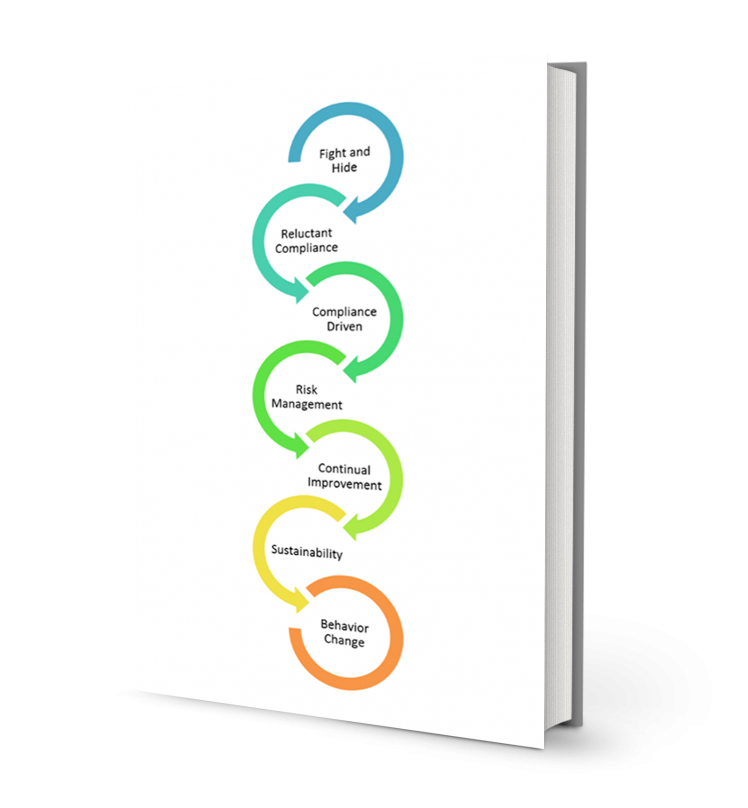 Fight and
Hide
Reluctant
Compliance
Compliance
Driven
Risk
Management
Continual
Improvement
Sustainability
Behavior
Change